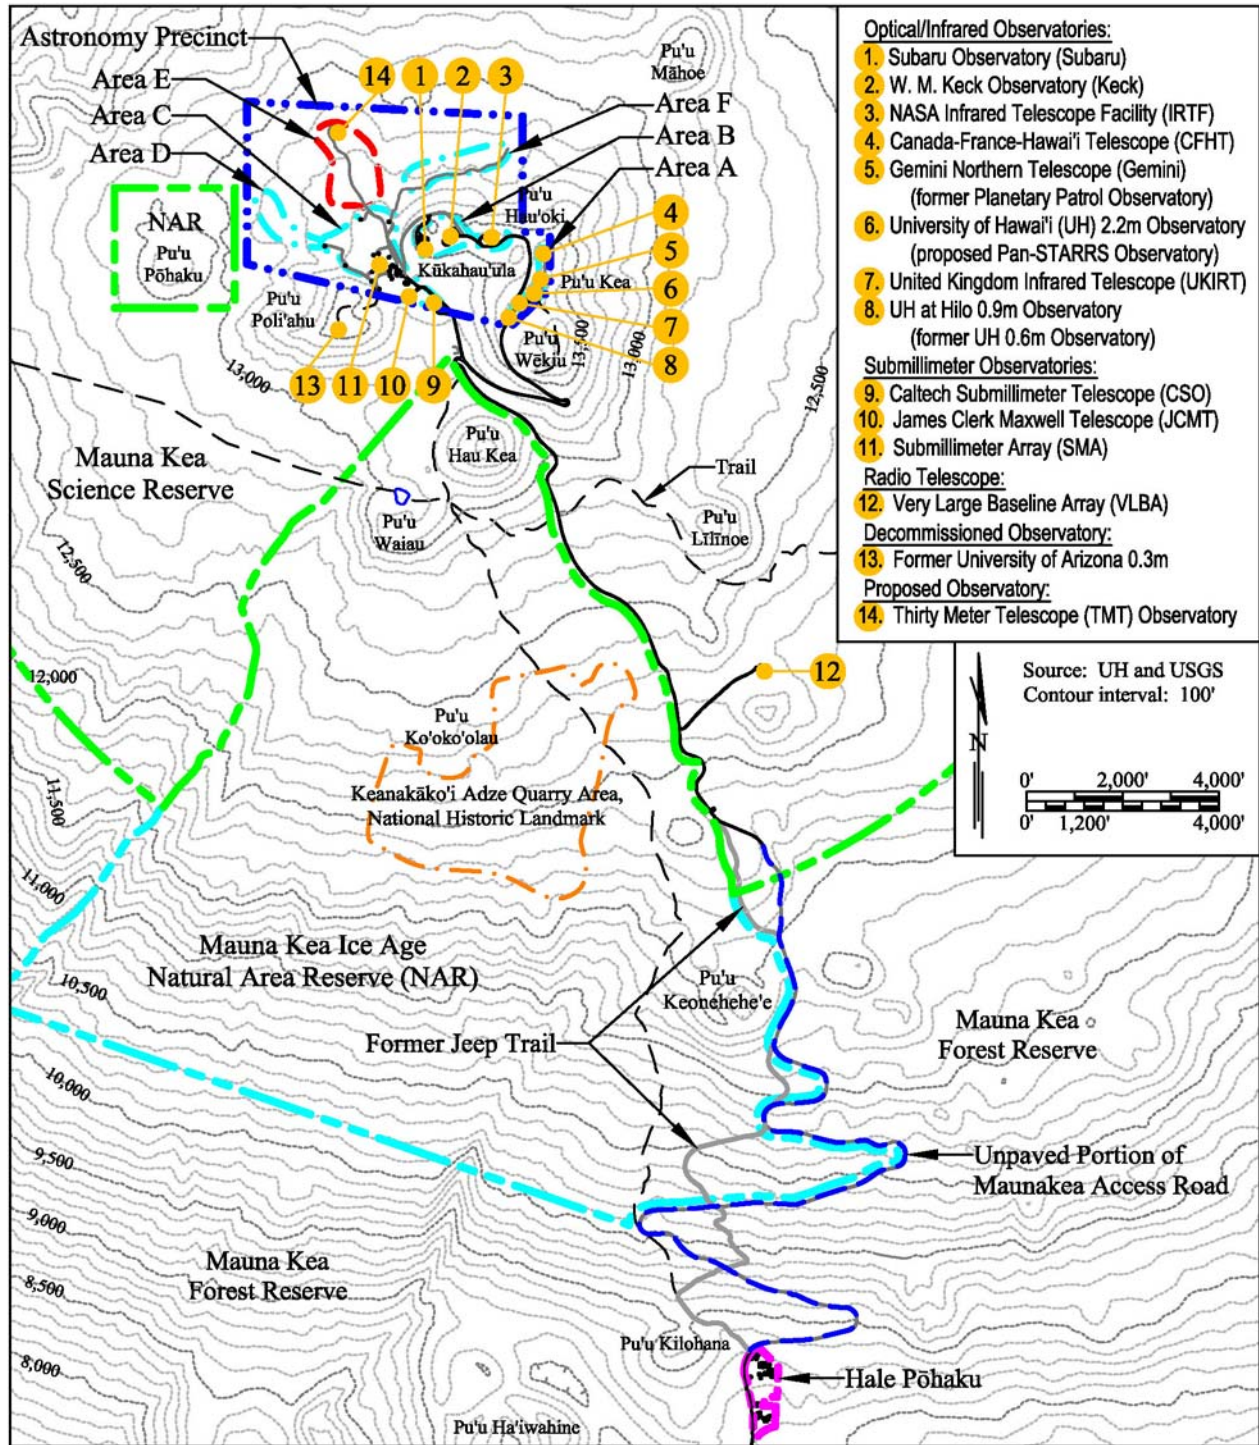 Astronomy Precinct
Area E
Area C
Area D
14
1
2
3
Pu'u
Māhoe
Area F
Area B
Area A
NAR
Pu'u
Pōhaku
Pu'u
Hau'oki
Kūkahau'ula
Pu'u Kea
4
5
6
7
8
Pu'u
Poli'ahu
Pu'u
Wēkiu
13,000
13
11
10
9
13,000
12,500
Mauna Kea
Science Reserve
Pu'u
Hau Kea
Trail
Pu'u
Waiau
Pu'u
Līlīnoe
12,500
12,000
12
Pu'u
Ko'oko'olau
11,500
Keanakāko'i Adze Quarry Area,
National Historic Landmark
11,000
Mauna Kea Ice Age
Natural Area Reserve (NAR)
10,500
Pu'u
Keonehehe'e
Former Jeep Trail
Mauna Kea
Forest Reserve
10,000
9,500
Unpaved Portion of
Maunakea Access Road
9,000
Mauna Kea
Forest Reserve
8,500
Pu'u Kilohana
8,000
Hale Pōhaku
Pu'u Ha'iwahine
Optical/Infrared Observatories:
1. Subaru Observatory (Subaru)
2. W. M. Keck Observatory (Keck)
3. NASA Infrared Telescope Facility (IRTF)
4. Canada-France-Hawai'i Telescope (CFHT)
5. Gemini Northern Telescope (Gemini)
(former Planetary Patrol Observatory)
6. University of Hawai'i (UH) 2.2m Observatory
(proposed Pan-STARRS Observatory)
7. United Kingdom Infrared Telescope (UKIRT)
8. UH at Hilo 0.9m Observatory
(former UH 0.6m Observatory)
Submillimeter Observatories:
9. Caltech Submillimeter Telescope (CSO)
10. James Clerk Maxwell Telescope (JCMT)
11. Submillimeter Array (SMA)
Radio Telescope:
12. Very Large Baseline Array (VLBA)
Decommissioned Observatory:
13. Former University of Arizona 0.3m
Proposed Observatory:
14. Thirty Meter Telescope (TMT) Observatory
Source: UH and USGS
Contour interval: 100'
N
0' 2,000' 4,000'
0' 1,200' 4,000'